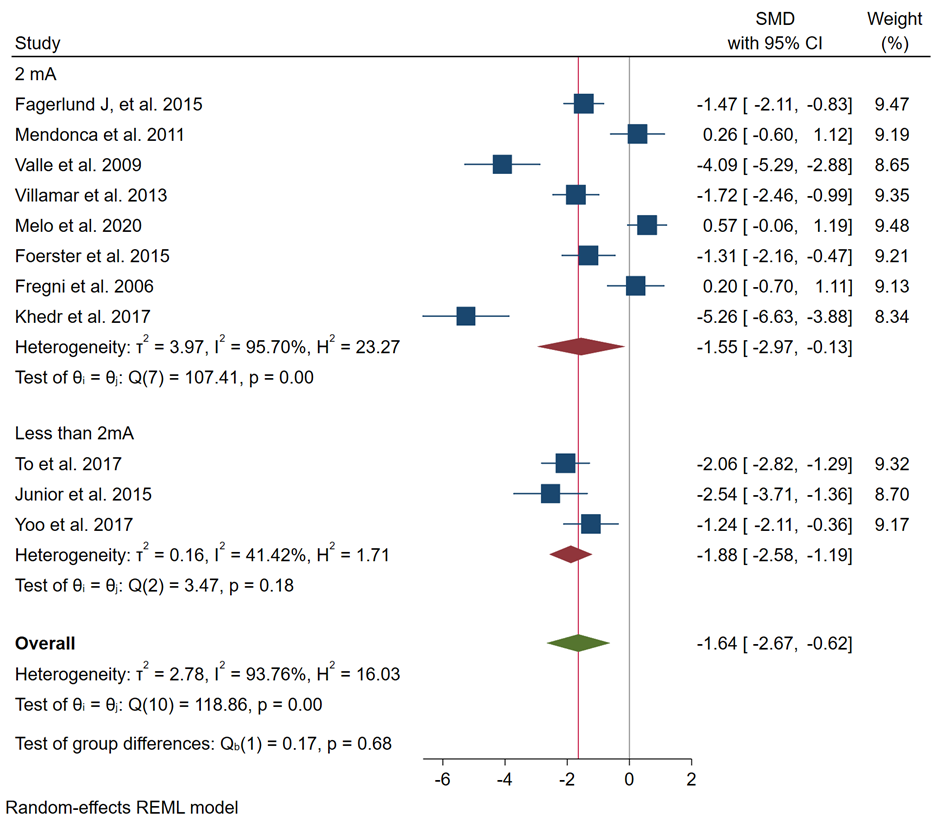 Study SMD with 95% CI Weight (%)
2 mA
Fagerlund J, et al. 2015 -1.47 [ -2.11, -0.83] 9.47
Mendonca et al. 2011 0.26 [ -0.60, 1.12] 9.19
Valle et al. 2009 -4.09 [ -5.29, -2.88] 8.65
Villamar et al. 2013 -1.72 [ -2.46, -0.99] 9.35
Melo et al. 2020 0.57 [ -0.06, 1.19] 9.48
Foerster et al. 2015 -1.31 [ -2.16, -0.47] 9.21
Fregni et al. 2006 0.20 [ -0.70, 1.11] 9.13
Khedr et al. 2017 -5.26 [ -6.63, -3.88] 8.34
Heterogeneity: τ² = 3.97, I² = 95.70%, H² = 23.27 -1.55 [ -2.97, -0.13]
Test of θᵢ = θⱼ: Q(7) = 107.41, p = 0.00
Less than 2mA
To et al. 2017 -2.06 [ -2.82, -1.29] 9.32
Junior et al. 2015 -2.54 [ -3.71, -1.36] 8.70
Yoo et al. 2017 -1.24 [ -2.11, -0.36] 9.17
Heterogeneity: τ² = 0.16, I² = 41.42%, H² = 1.71 -1.88 [ -2.58, -1.19]
Test of θᵢ = θⱼ: Q(2) = 3.47, p = 0.18
Overall -1.64 [ -2.67, -0.62]
Heterogeneity: τ² = 2.78, I² = 93.76%, H² = 16.03
Test of θᵢ = θⱼ: Q(10) = 118.86, p = 0.00
Test of group differences: Q_b(1) = 0.17, p = 0.68
-6 -4 -2 0 2
Random-effects REML model